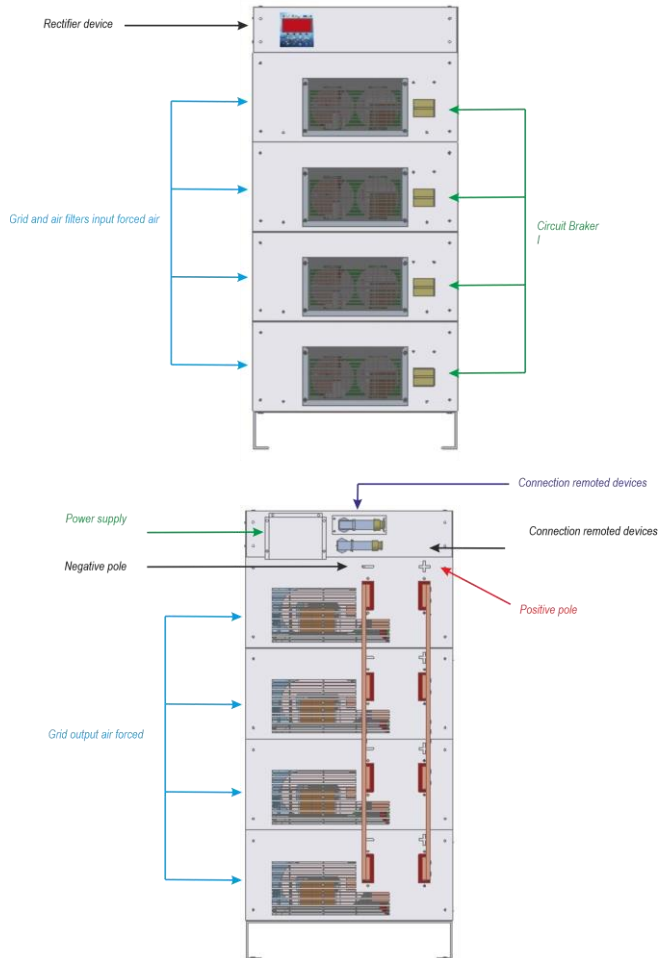 Rectifier device
Grid and air filters input forced air
Circuit Braker
I
Connection remoted devices
Power supply
Connection remoted devices
Negative pole
Positive pole
Grid output air forced